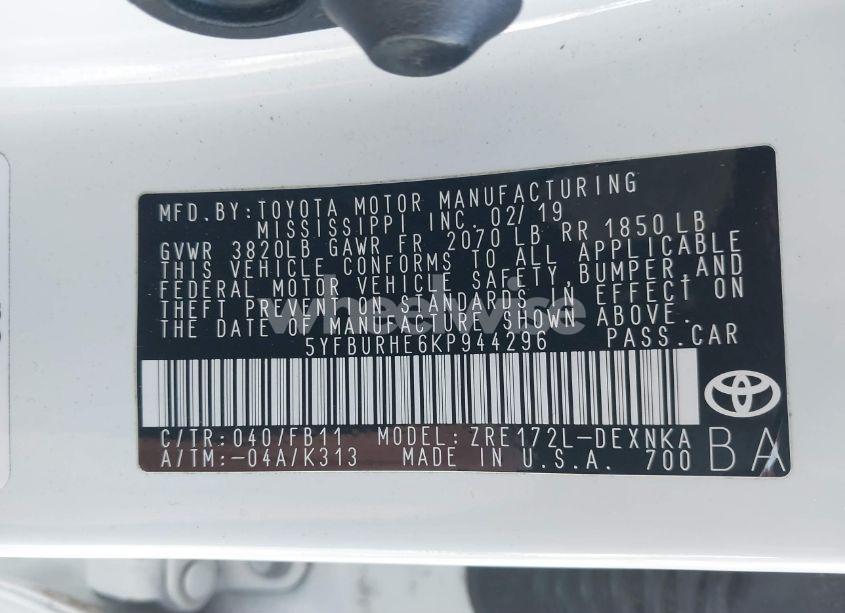 MFD.BY:TOYOTA MOTOR MANUFACTURING
MISSISSIPPI INC. 02/19
GVWR 3820LB GAWR FR 2070 LB RR 1850LB
THIS VEHICLE CONFORMS TO ALL APPLICABLE
FEDERAL MOTOR VEHICLE SAFETY,BUMPER,AND
THEFT PREVENTION STANDARDS IN EFFECT ON
THE DATE OF MANUFACTURE SHOWN ABOVE.
5YFBURHE6KP944296 PASS.CAR
wheelwise
C/TR:040/FB11 MODEL:ZRE172L-DEXNKA
A/TM:-04A/K313 MADE IN U.S.A. 700
BA